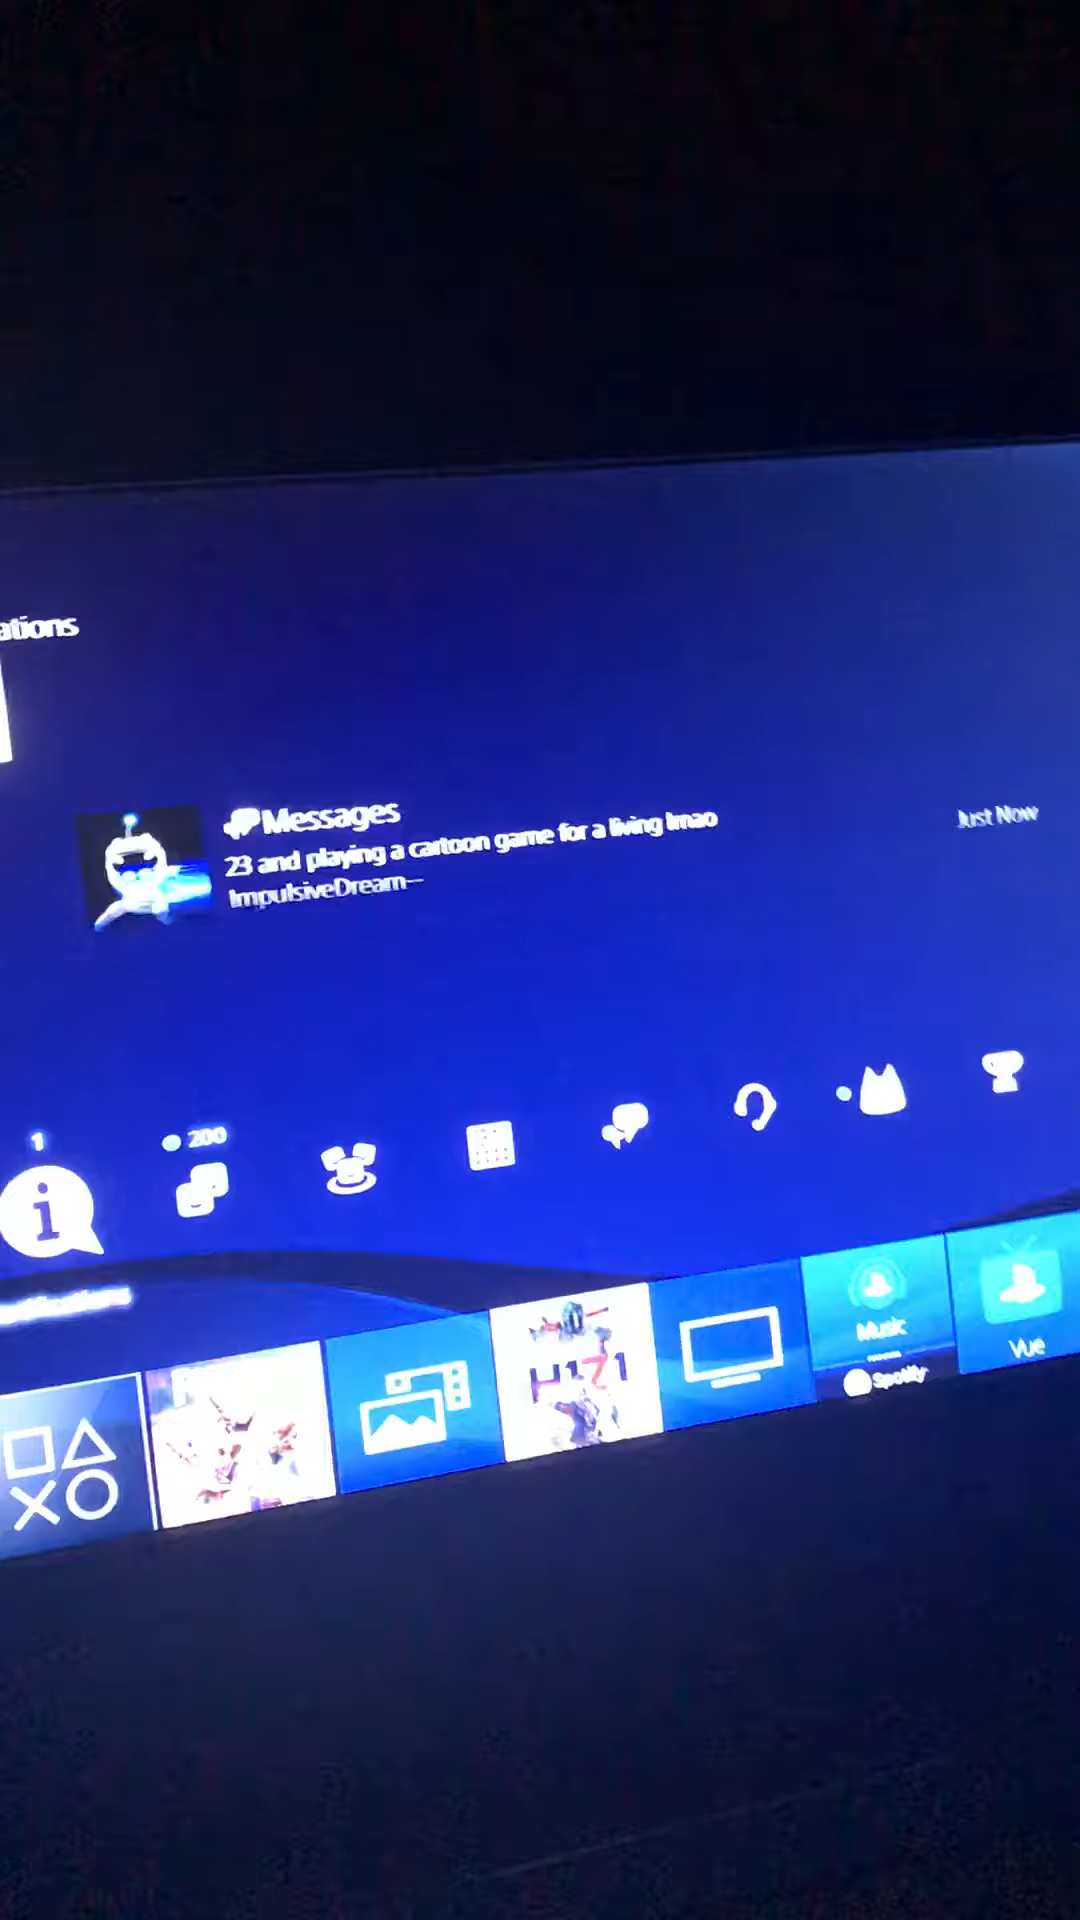 ations
Messages
Just Now
23 and playing a cartoon game for a living lmao
ImpulsiveDream--
1
200
H1Z1
Music
Spotify
Vue